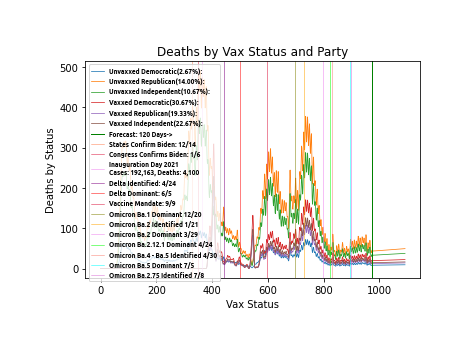 Deaths by Vax Status and Party
Deaths by Status
500
400
300
200
100
0
Unvaxxed Democratic(2.67%):
Unvaxxed Republican(14.00%):
Unvaxxed Independent(10.67%):
Vaxxed Democratic(30.67%):
Vaxxed Republican(19.33%):
Vaxxed Independent(22.67%):
Forecast: 120 Days->
States Confirm Biden: 12/14
Congress Confirms Biden: 1/6
Inauguration Day 2021
Cases: 192,163, Deaths: 4,100
Delta Identified: 4/24
Delta Dominant: 6/5
Vaccine Mandate: 9/9
Omicron Ba.1 Dominant 12/20
Omicron Ba.2 Identified 1/21
Omicron Ba.2 Dominant 3/29
Omicron Ba.2.12.1 Dominant 4/24
Omicron Ba.4 - Ba.5 Identified 4/30
Omicron Ba.5 Dominant 7/5
Omicron Ba.2.75 Identified 7/8
0 200 400 600 800 1000
Vax Status